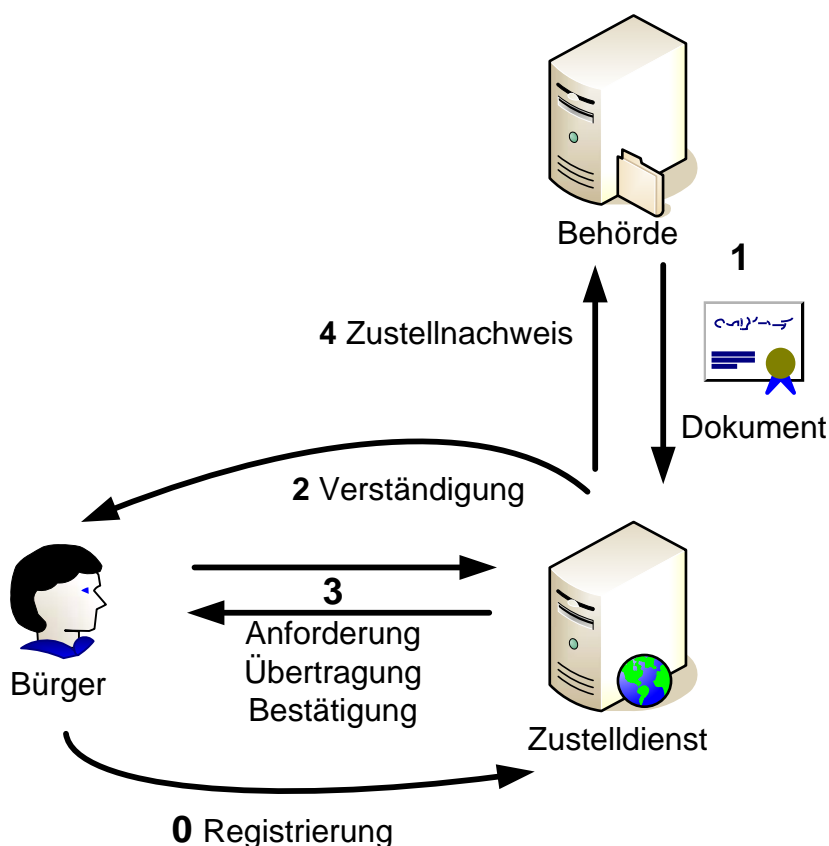 Behörde
1
4 Zustellnachweis
Dokument
2 Verständigung
3
Anforderung
Übertragung
Bestätigung
Bürger
Zustelldienst
0 Registrierung